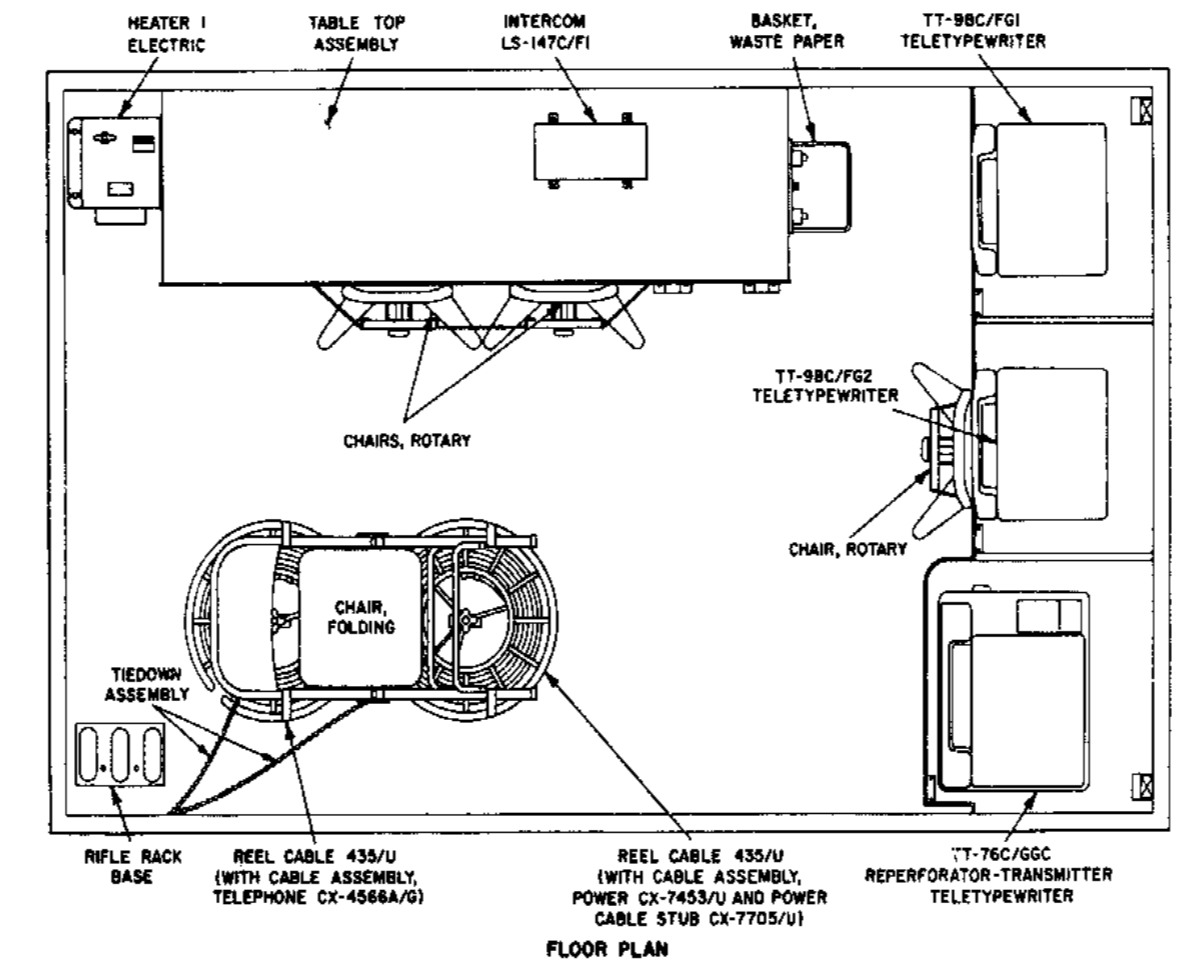 HEATER 1
ELECTRIC
TABLE TOP
ASSEMBLY
INTERCOM
LS-147C/FI
BASKET,
WASTE PAPER
TT-98C/FG1
TELETYPEWRITER
TT-98C/FG2
TELETYPEWRITER
CHAIRS, ROTARY
CHAIR, ROTARY
CHAIR,
FOLDING
TIEDOWN
ASSEMBLY
RIFLE RACK
BASE
REEL CABLE 435/U
(WITH CABLE ASSEMBLY,
TELEPHONE CX-4566A/G)
REEL CABLE 435/U
(WITH CABLE ASSEMBLY,
POWER CX-7453/U AND POWER
CABLE STUB CX-7705/U)
TT-76C/GGC
REPERFORATOR-TRANSMITTER
TELETYPEWRITER
FLOOR PLAN